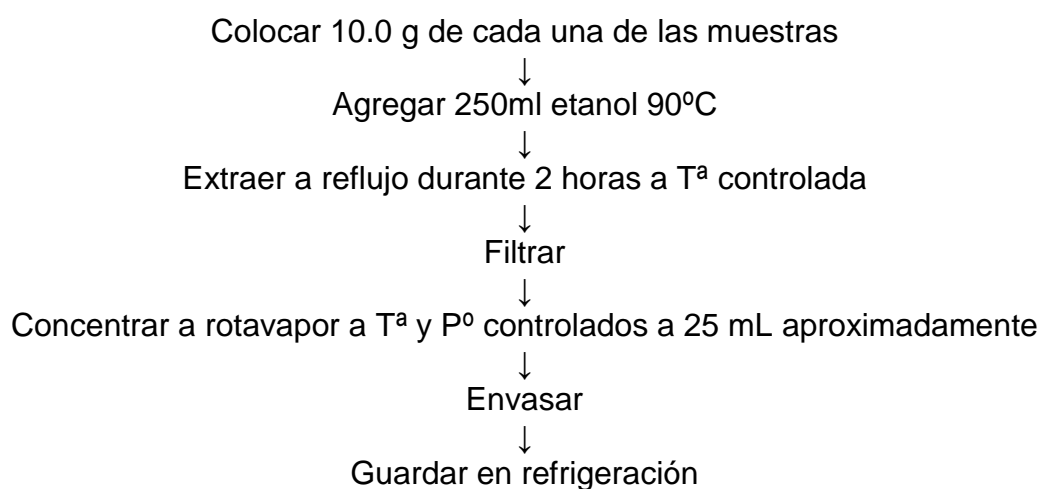 Colocar 10.0 g de cada una de las muestras
↓
Agregar 250ml etanol 90ºC
↓
Extraer a reflujo durante 2 horas a Tª controlada
↓
Filtrar
↓
Concentrar a rotavapor a Tª y Pº controlados a 25 mL aproximadamente
↓
Envasar
↓
Guardar en refrigeración